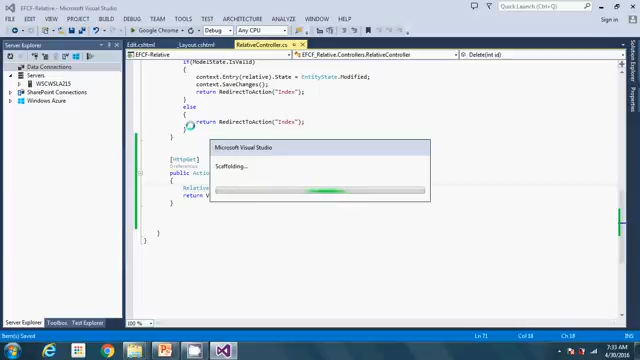 EFCF-Relative - Microsoft Visual Studio
Quick Launch (Ctrl+Q)
FILE EDIT VIEW PROJECT BUILD DEBUG TEAM SQL TOOLS TEST ARCHITECTURE ANALYZE WINDOW HELP
Sign in
Google Chrome Debug Any CPU
Server Explorer
Edit.cshtml _Layout.cshtml RelativeController.cs
EFCF-Relative EFCF_Relative.Controllers.RelativeController Delete(int id)
Data Connections
Servers
WSCWSLA215
SharePoint Connections
Windows Azure
if(ModelState.IsValid)
{
context.Entry(relative).State = EntityState.Modified;
context.SaveChanges();
return RedirectToAction("Index");
}
else
{
return RedirectToAction("Index");
}
}
Microsoft Visual Studio
Scaffolding...
[HttpGet]
0 references
public Action
{
Relative
return V
}
}
}
100 %
Server Explorer Toolbox Test Explorer
Solution Explorer
Properties
Item(s) Saved
Ln 71 Col 18 Ch 18 INS
7:33 AM
4/30/2016